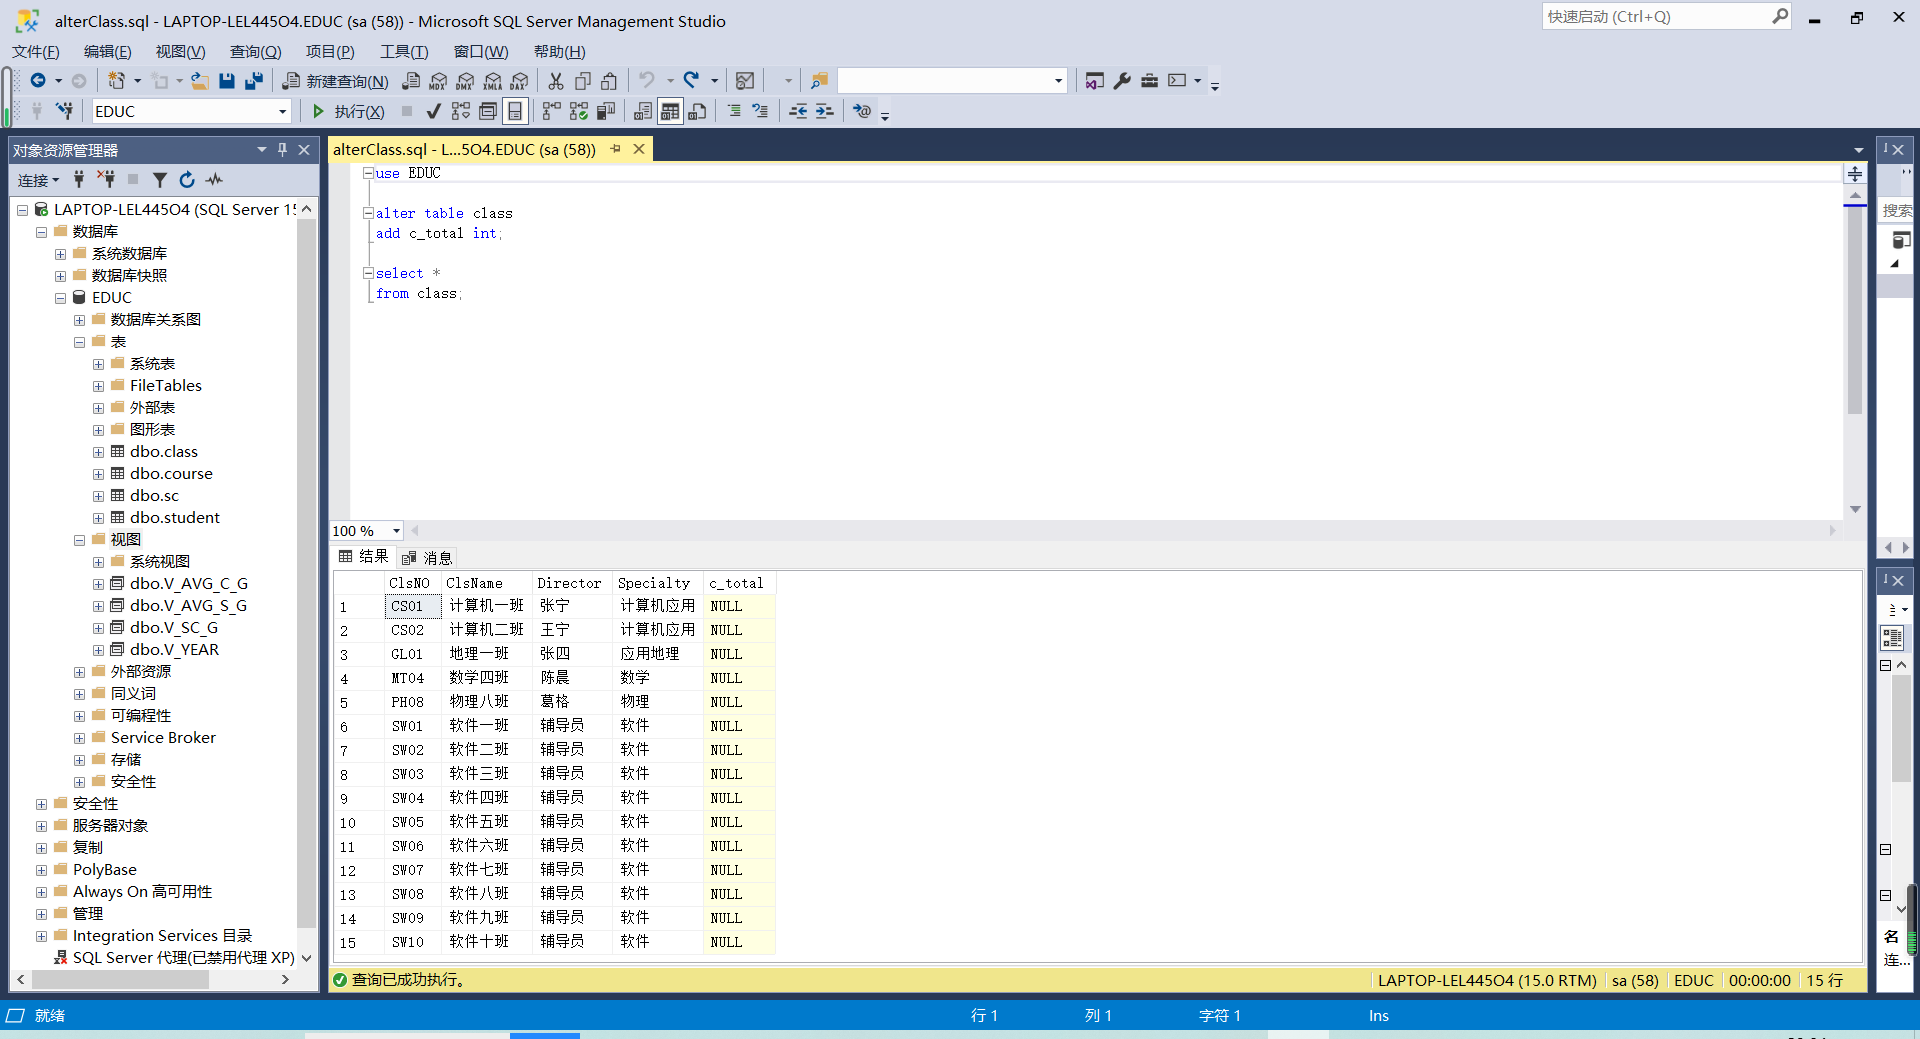 alterClass.sql - LAPTOP-LEL445O4.EDUC (sa (58)) - Microsoft SQL Server Management Studio
快速启动 (Ctrl+Q)
文件(F) 编辑(E) 视图(V) 查询(Q) 项目(P) 工具(T) 窗口(W) 帮助(H)
新建查询(N) MDX DMX XMLA DAX
EDUC 执行(X)
对象资源管理器
连接
LAPTOP-LEL445O4 (SQL Server 15
数据库
系统数据库
数据库快照
EDUC
数据库关系图
表
系统表
FileTables
外部表
图形表
dbo.class
dbo.course
dbo.sc
dbo.student
视图
系统视图
dbo.V_AVG_C_G
dbo.V_AVG_S_G
dbo.V_SC_G
dbo.V_YEAR
外部资源
同义词
可编程性
Service Broker
存储
安全性
安全性
服务器对象
复制
PolyBase
Always On 高可用性
管理
Integration Services 目录
SQL Server 代理(已禁用代理 XP)
alterClass.sql - L...5O4.EDUC (sa (58))
use EDUC
alter table class
add c_total int;
select *
from class;
100 %
结果 消息
ClsNO ClsName Director Specialty c_total
1 CS01 计算机一班 张宁 计算机应用 NULL
2 CS02 计算机二班 王宁 计算机应用 NULL
3 GL01 地理一班 张四 应用地理 NULL
4 MT04 数学四班 陈晨 数学 NULL
5 PH08 物理八班 葛格 物理 NULL
6 SW01 软件一班 辅导员 软件 NULL
7 SW02 软件二班 辅导员 软件 NULL
8 SW03 软件三班 辅导员 软件 NULL
9 SW04 软件四班 辅导员 软件 NULL
10 SW05 软件五班 辅导员 软件 NULL
11 SW06 软件六班 辅导员 软件 NULL
12 SW07 软件七班 辅导员 软件 NULL
13 SW08 软件八班 辅导员 软件 NULL
14 SW09 软件九班 辅导员 软件 NULL
15 SW10 软件十班 辅导员 软件 NULL
查询已成功执行。 LAPTOP-LEL445O4 (15.0 RTM) sa (58) EDUC 00:00:00 15 行
搜索
名
连...
就绪 行 1 列 1 字符 1 Ins